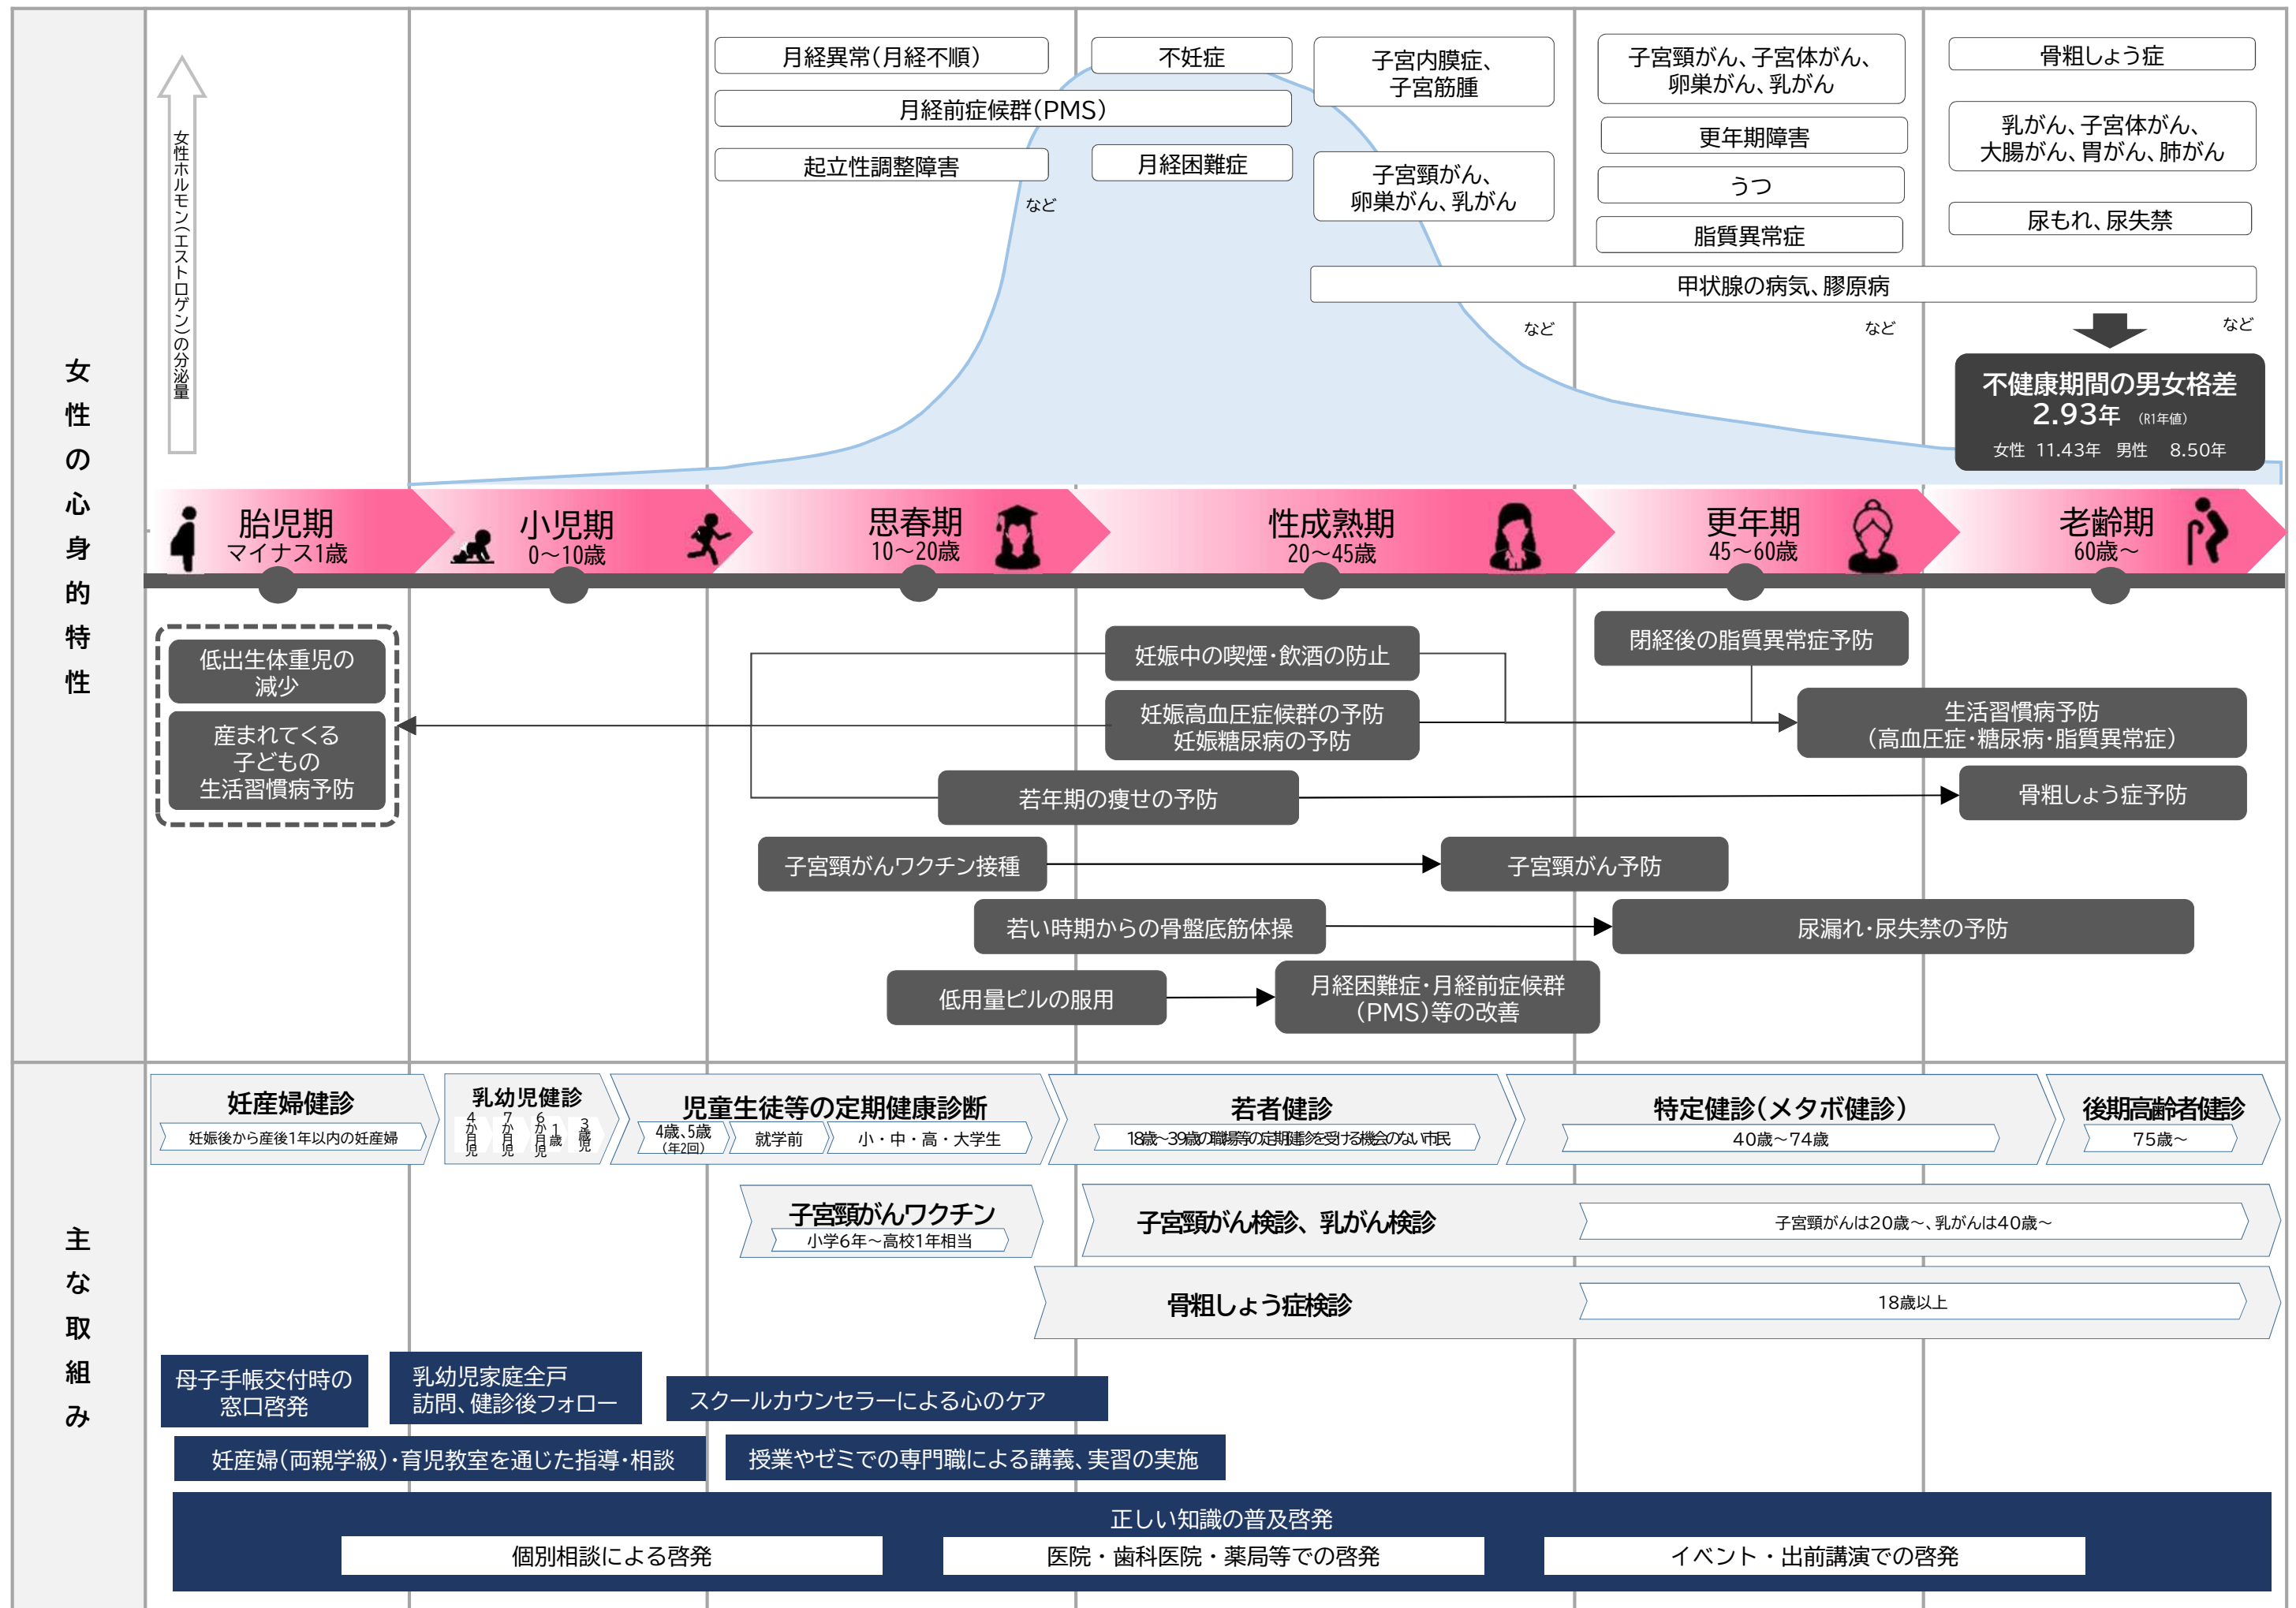 女性の心身的特性
女性ホルモン(エストロゲン)の分泌量
月経異常(月経不順)
月経前症候群(PMS)
起立性調整障害
など
不妊症
月経困難症
子宮内膜症、
子宮筋腫
子宮頸がん、
卵巣がん、乳がん
子宮頸がん、子宮体がん、
卵巣がん、乳がん
更年期障害
うつ
脂質異常症
骨粗しょう症
乳がん、子宮体がん、
大腸がん、胃がん、肺がん
尿もれ、尿失禁
甲状腺の病気、膠原病
など
など
など
不健康期間の男女格差
2.93年 (R1年値)
女性 11.43年 男性 8.50年
胎児期
マイナス1歳
小児期
0～10歳
思春期
10～20歳
性成熟期
20～45歳
更年期
45～60歳
老齢期
60歳～
低出生体重児の
減少
産まれてくる
子どもの
生活習慣病予防
妊娠中の喫煙・飲酒の防止
妊娠高血圧症候群の予防
妊娠糖尿病の予防
閉経後の脂質異常症予防
生活習慣病予防
(高血圧症・糖尿病・脂質異常症)
若年期の痩せの予防
骨粗しょう症予防
子宮頸がんワクチン接種
子宮頸がん予防
若い時期からの骨盤底筋体操
尿漏れ・尿失禁の予防
低用量ピルの服用
月経困難症・月経前症候群
(PMS)等の改善
主な取組み
妊産婦健診
妊娠後から産後1年以内の妊産婦
乳幼児健診
4か月児
7か月児
1歳6か月児
3歳児
児童生徒等の定期健康診断
4歳、5歳
(年2回)
就学前
小・中・高・大学生
若者健診
18歳～39歳の職場等の定期健診を受ける機会のない市民
特定健診(メタボ健診)
40歳～74歳
後期高齢者健診
75歳～
子宮頸がんワクチン
小学6年～高校1年相当
子宮頸がん検診、乳がん検診
子宮頸がんは20歳～、乳がんは40歳～
骨粗しょう症検診
18歳以上
母子手帳交付時の
窓口啓発
乳幼児家庭全戸
訪問、健診後フォロー
スクールカウンセラーによる心のケア
妊産婦(両親学級)・育児教室を通じた指導・相談
授業やゼミでの専門職による講義、実習の実施
正しい知識の普及啓発
個別相談による啓発
医院・歯科医院・薬局等での啓発
イベント・出前講演での啓発